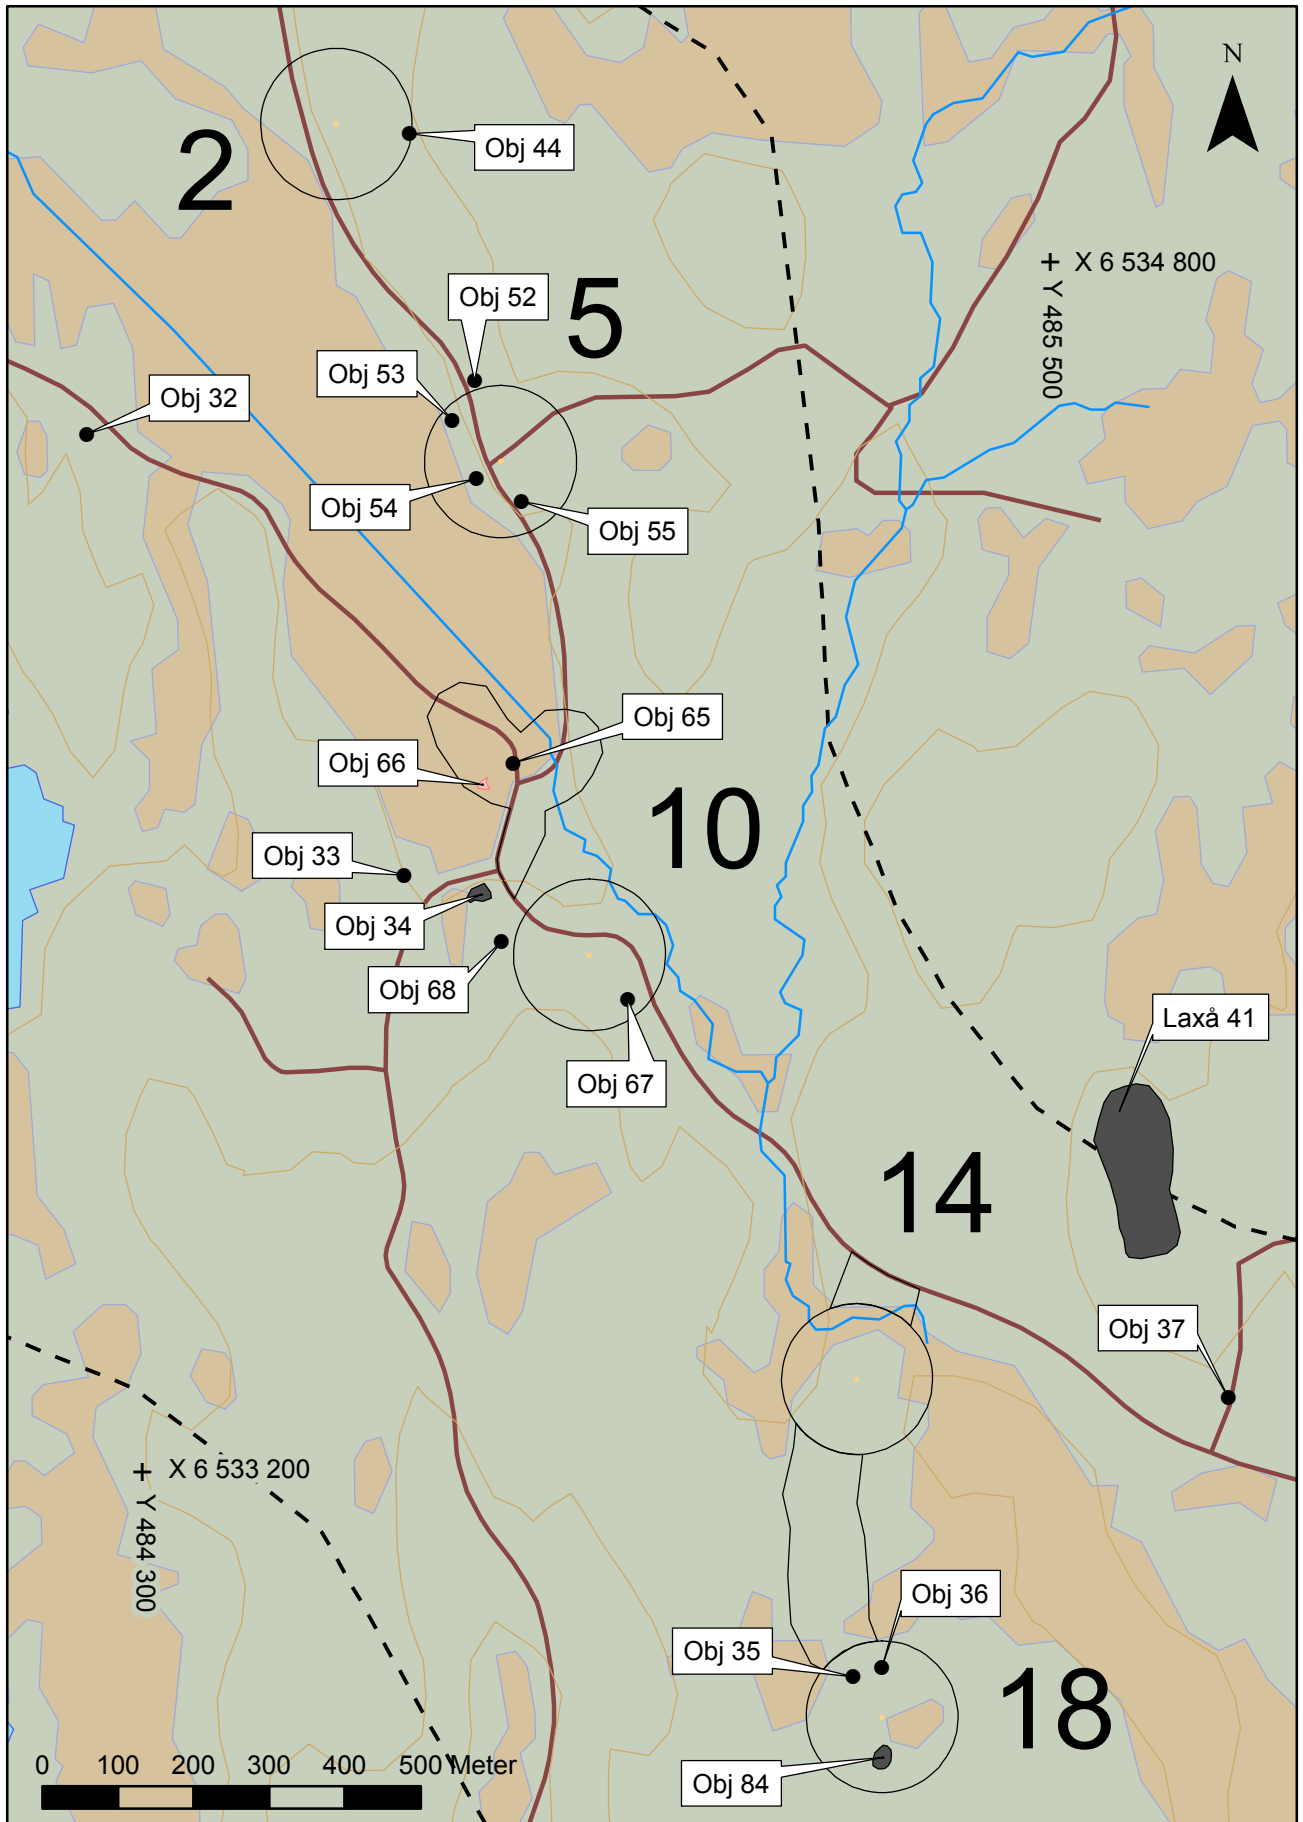 N
2
Obj 44
X 6 534 800
Y 485 500
5
Obj 52
Obj 53
Obj 32
Obj 54
Obj 55
Obj 65
Obj 66
10
Obj 33
Obj 34
Obj 68
Laxå 41
Obj 67
14
Obj 37
X 6 533 200
Y 484 300
Obj 36
Obj 35
18
Obj 84
0 100 200 300 400 500 Meter